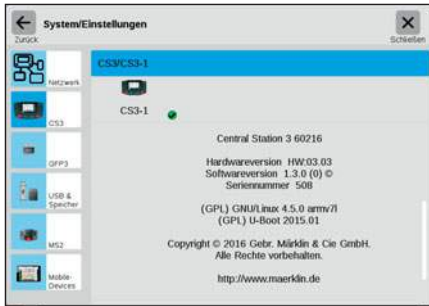 System/Einstellungen
Zurück
Schließen
CS3/CS3-1
Netzwerk
CS3
CS3-1
GFP3
USB &
Speicher
MS2
Mobile-
Devices
Central Station 3 60216
Hardwareversion HW:03.03
Softwareversion 1.3.0 (0) ©
Seriennummer 508
(GPL) GNU/Linux 4.5.0 armv7l
(GPL) U-Boot 2015.01
Copyright © 2016 Gebr. Märklin & Cie GmbH.
Alle Rechte vorbehalten.
http://www.maerklin.de